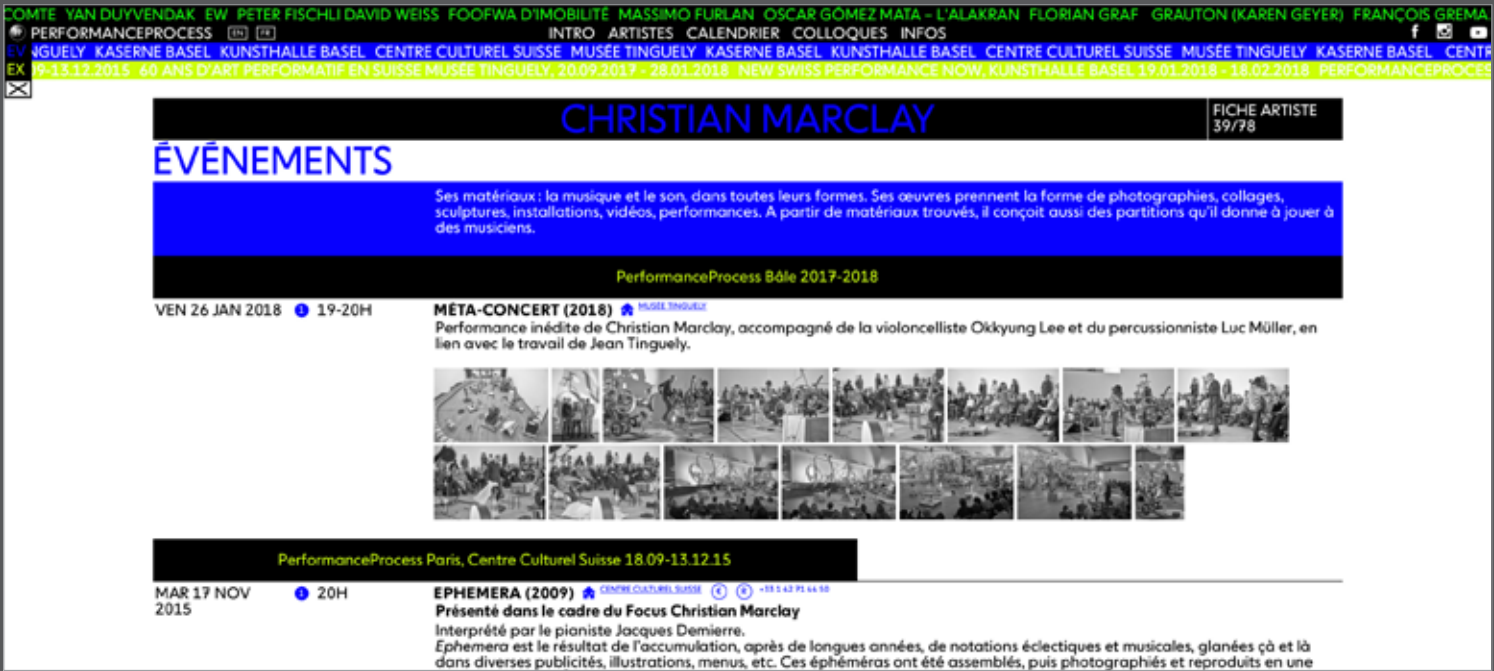 COMTE YAN DUYVENDAK EW PETER FISCHLI DAVID WEISS FOOFWA D'IMOBILITÉ MASSIMO FURLAN OSCAR GÓMEZ MATA – L'ALAKRAN FLORIAN GRAF GRAUTON (KAREN GEYER) FRANÇOIS GREMA
PERFORMANCEPROCESS EN FR INTRO ARTISTES CALENDRIER COLLOQUES INFOS
EV NGUELY KASERNE BASEL KUNSTHALLE BASEL CENTRE CULTUREL SUISSE MUSÉE TINGUELY KASERNE BASEL KUNSTHALLE BASEL CENTRE CULTUREL SUISSE MUSÉE TINGUELY KASERNE BASEL CENTR
EX 09-13.12.2015 60 ANS D'ART PERFORMATIF EN SUISSE MUSÉE TINGUELY, 20.09.2017 - 28.01.2018 NEW SWISS PERFORMANCE NOW, KUNSTHALLE BASEL 19.01.2018 - 18.02.2018 PERFORMANCEPROCES
CHRISTIAN MARCLAY
FICHE ARTISTE
39/78
ÉVÉNEMENTS
Ses matériaux : la musique et le son, dans toutes leurs formes. Ses œuvres prennent la forme de photographies, collages,
sculptures, installations, vidéos, performances. A partir de matériaux trouvés, il conçoit aussi des partitions qu'il donne à jouer à
des musiciens.
PerformanceProcess Bâle 2017-2018
VEN 26 JAN 2018 1 19-20H MÉTA-CONCERT (2018) MUSÉE TINGUELY
Performance inédite de Christian Marclay, accompagné de la violoncelliste Okkyung Lee et du percussionniste Luc Müller, en
lien avec le travail de Jean Tinguely.
PerformanceProcess Paris, Centre Culturel Suisse 18.09-13.12.15
MAR 17 NOV 1 20H EPHEMERA (2009) CENTRE CULTUREL SUISSE € +33 1 42 71 44 50
2015
Présenté dans le cadre du Focus Christian Marclay
Interprété par le pianiste Jacques Demierre.
Ephemera est le résultat de l'accumulation, après de longues années, de notations éclectiques et musicales, glanées çà et là
dans diverses publicités, illustrations, menus, etc. Ces éphéméras ont été assemblés, puis photographiés et reproduits en une